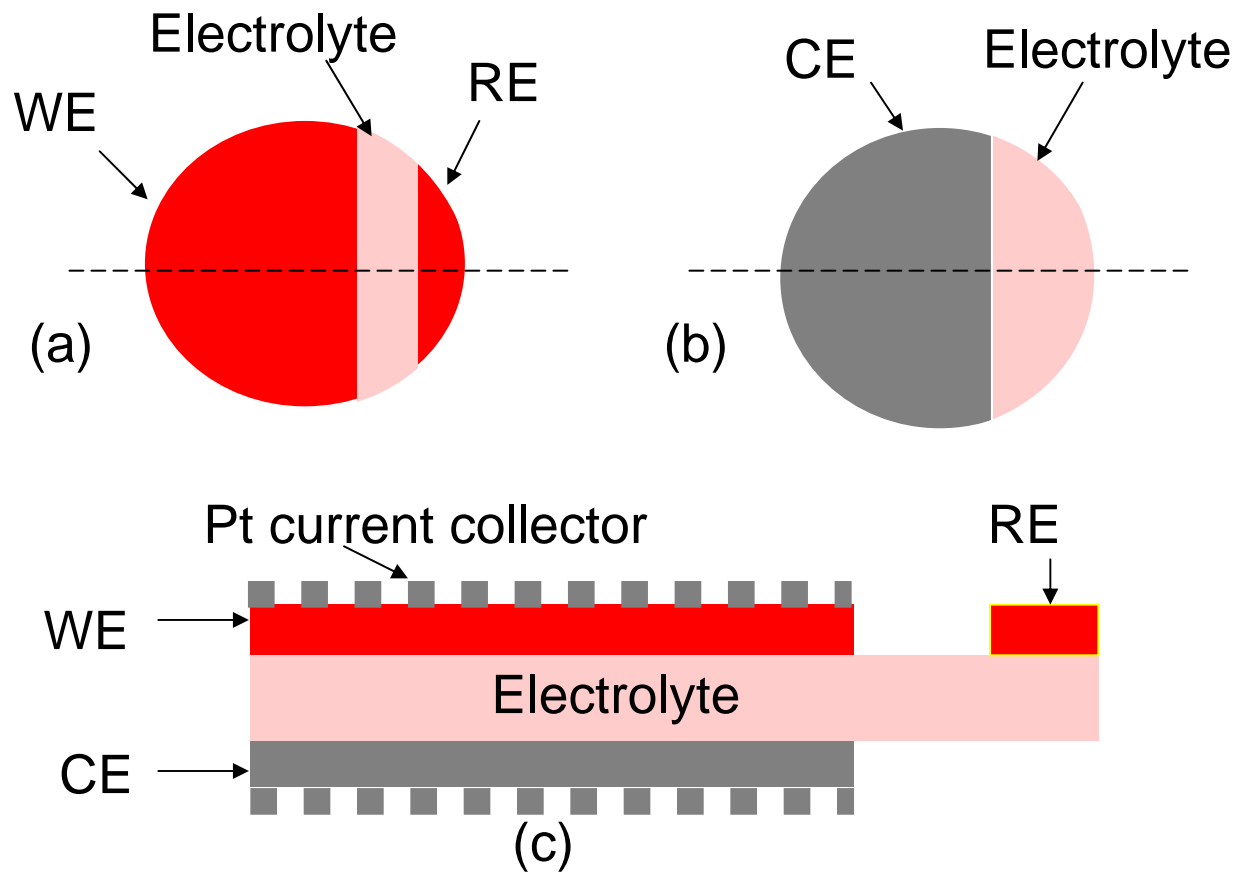 Electrolyte
WE
RE
(a)
CE
Electrolyte
(b)
Pt current collector
RE
WE
Electrolyte
CE
(c)